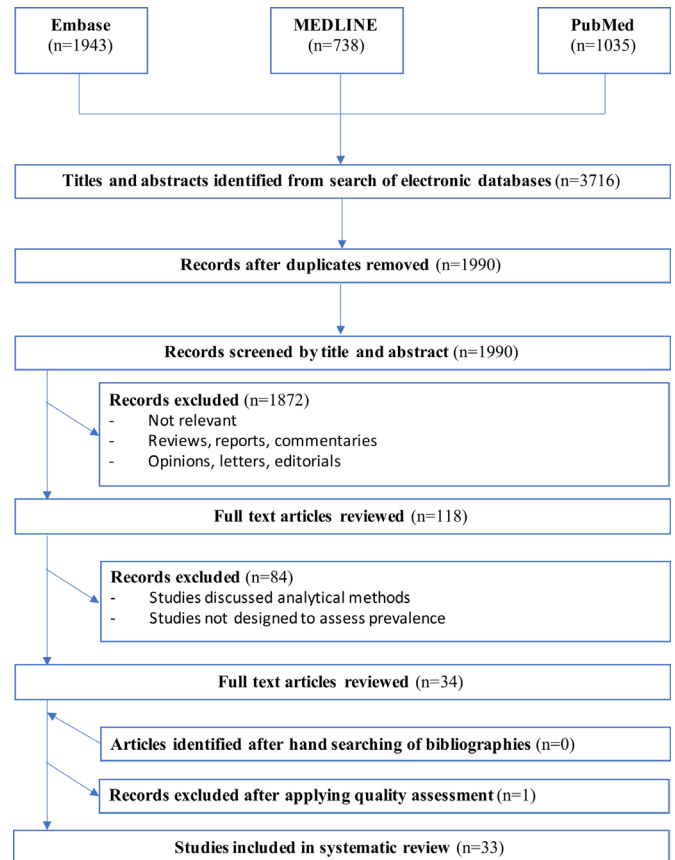 Embase
(n=1943)
MEDLINE
(n=738)
PubMed
(n=1035)
Titles and abstracts identified from search of electronic databases (n=3716)
Records after duplicates removed (n=1990)
Records screened by title and abstract (n=1990)
Records excluded (n=1872)
- Not relevant
- Reviews, reports, commentaries
- Opinions, letters, editorials
Full text articles reviewed (n=118)
Records excluded (n=84)
- Studies discussed analytical methods
- Studies not designed to assess prevalence
Full text articles reviewed (n=34)
Articles identified after hand searching of bibliographies (n=0)
Records excluded after applying quality assessment (n=1)
Studies included in systematic review (n=33)